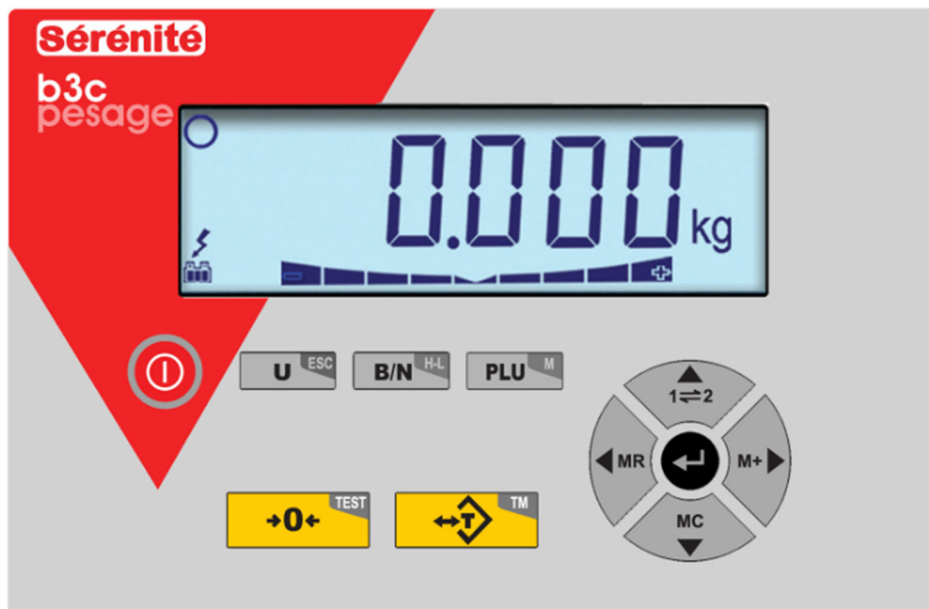 Sérénité
b3c
pesage
0.000 kg
U ESC
B/N H-L
PLU M
1⇌2
MR
M+
MC
→0← TEST
↔T TM